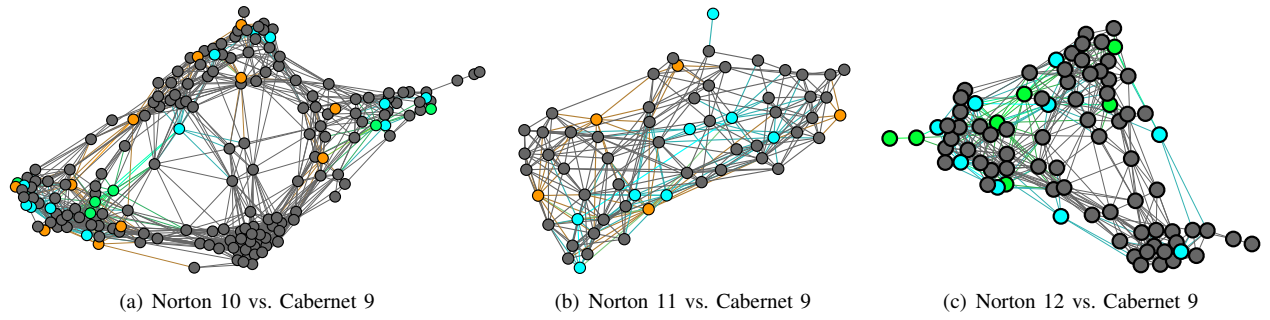 (a) Norton 10 vs. Cabernet 9
(b) Norton 11 vs. Cabernet 9
(c) Norton 12 vs. Cabernet 9